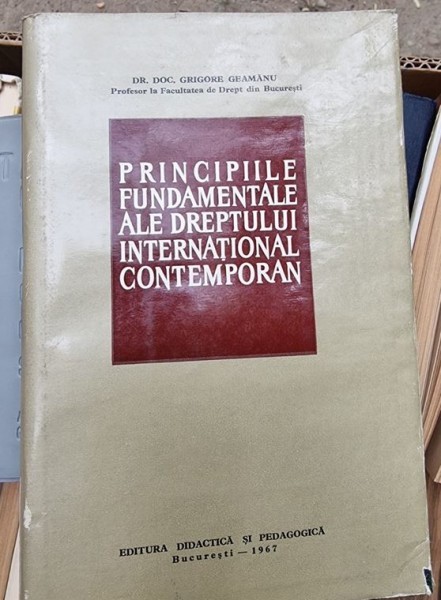 DR. DOC. GRIGORE GEAMĂNU
Profesor la Facultatea de Drept din București
PRINCIPIILE
FUNDAMENTALE
ALE DREPTULUI
INTERNAȚIONAL
CONTEMPORAN
EDITURA DIDACTICĂ ȘI PEDAGOGICĂ
București — 1967